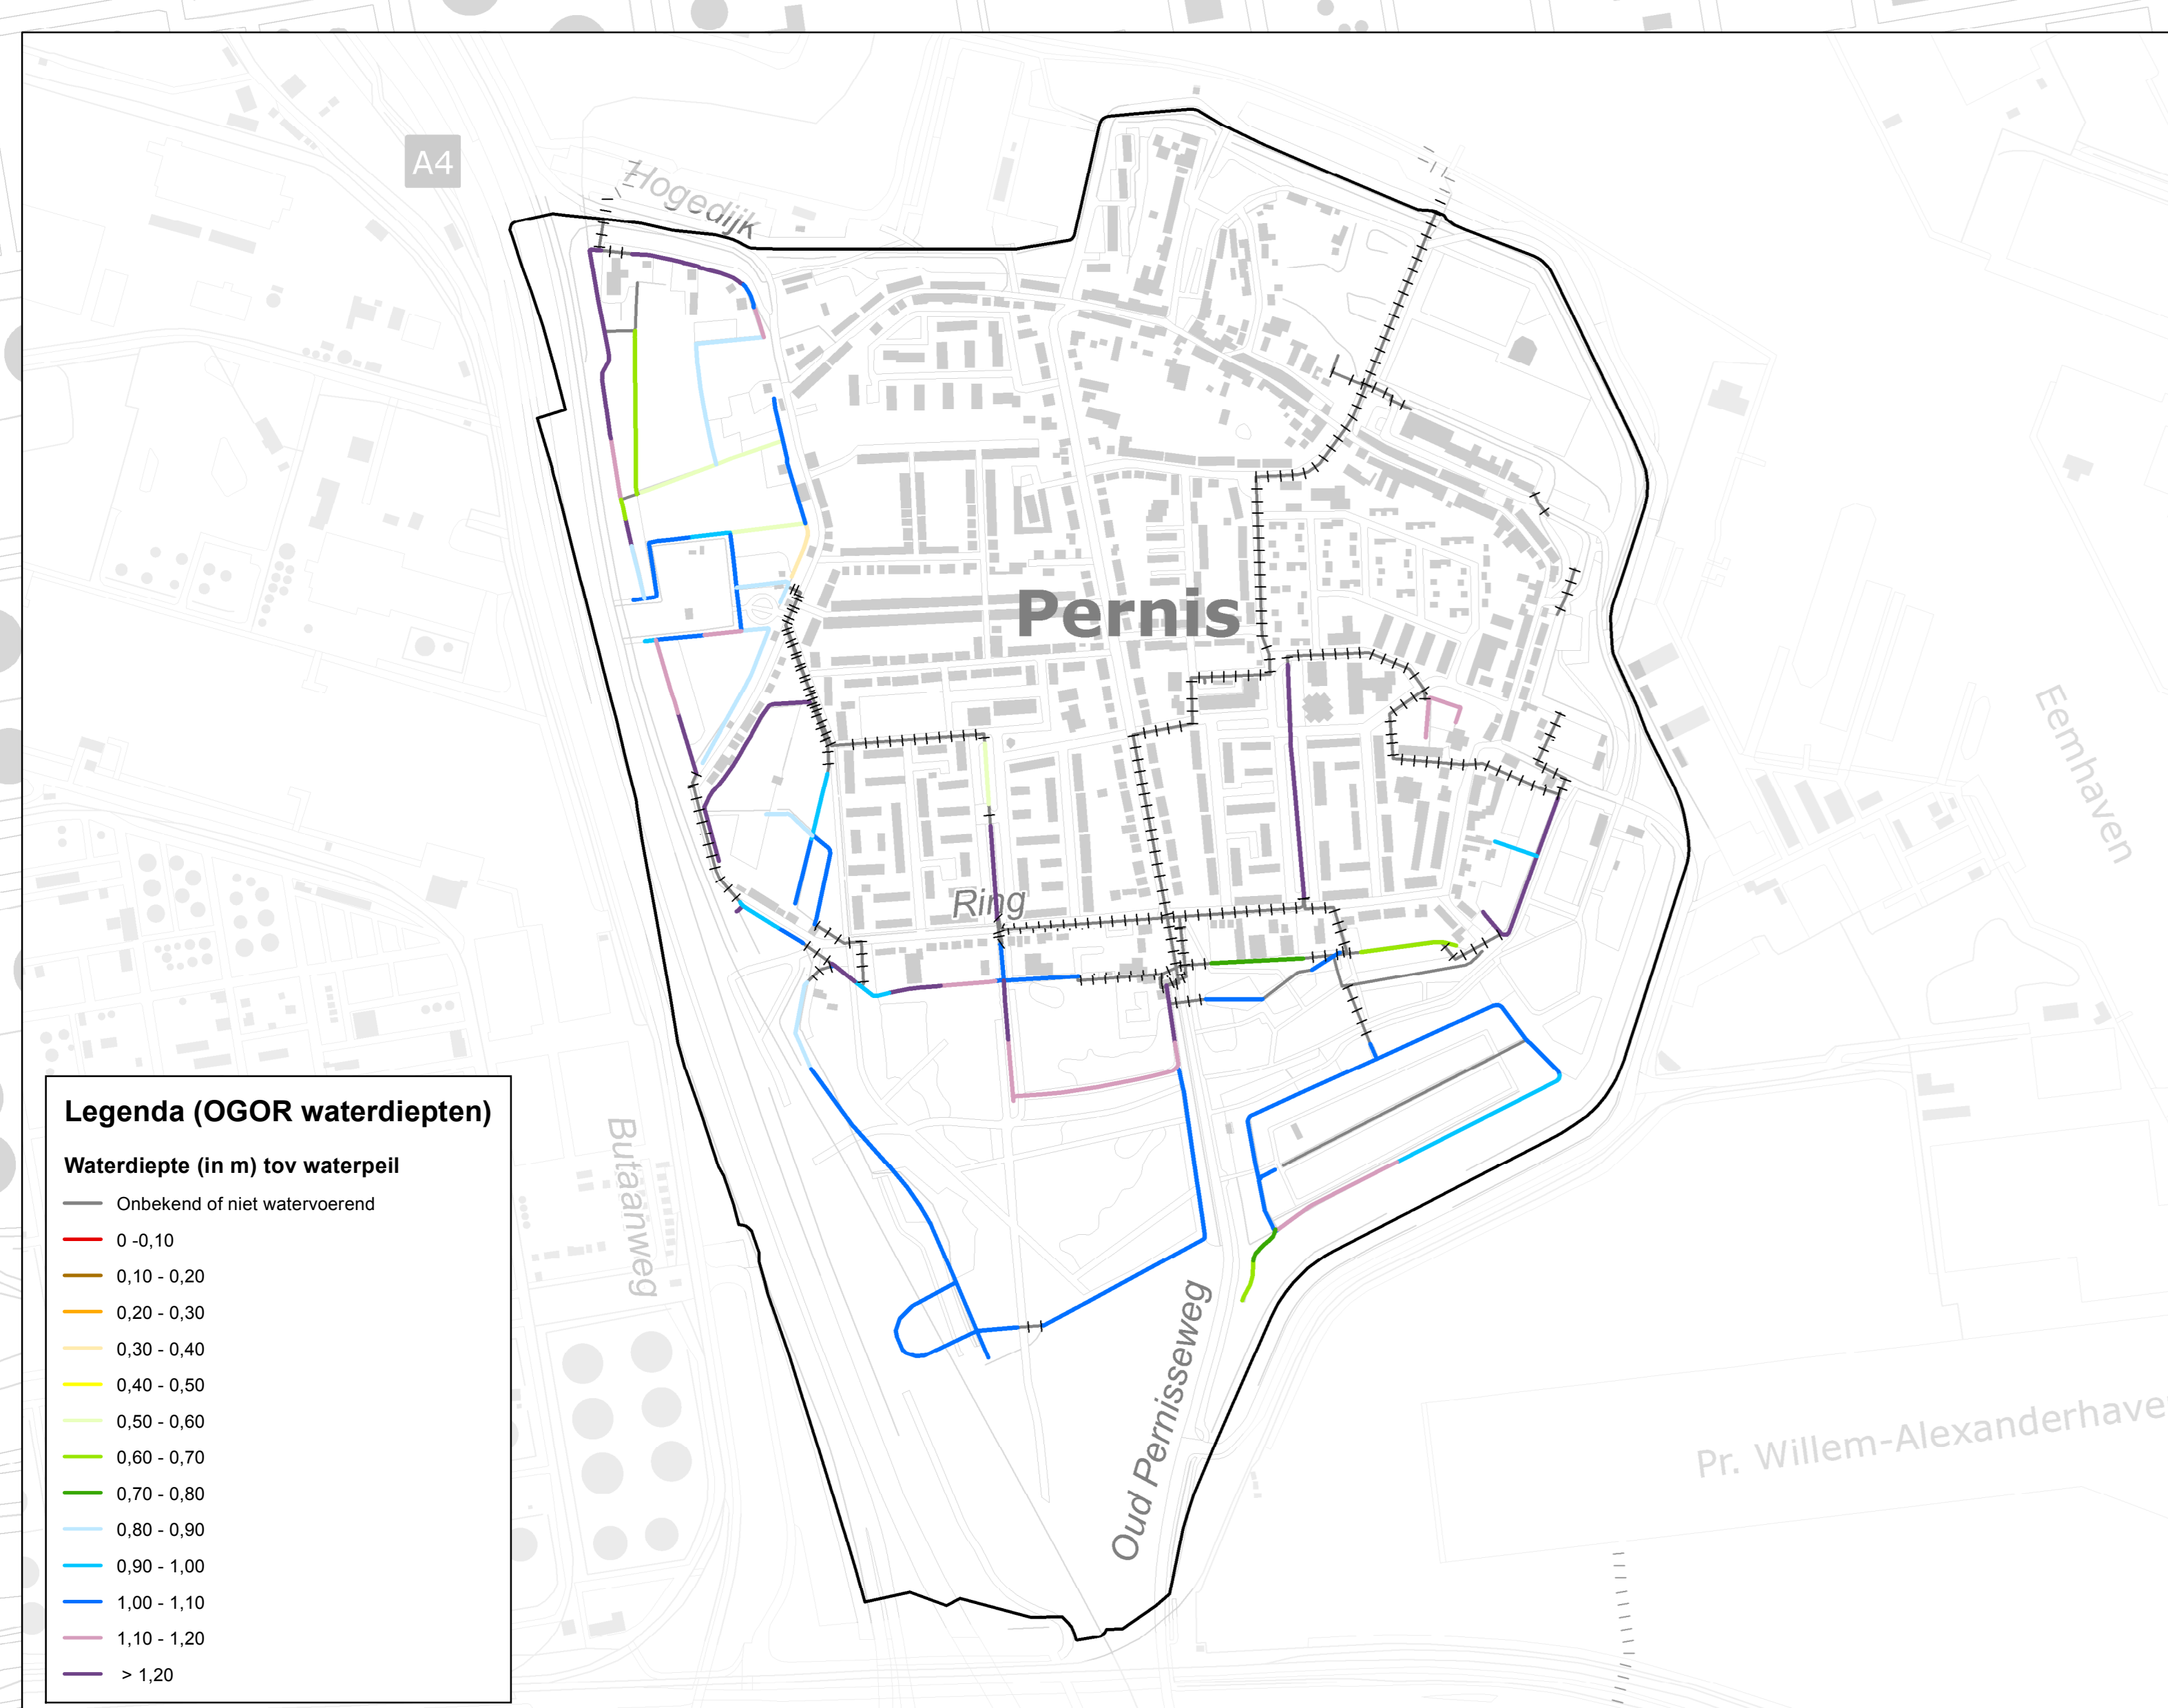 A4
Hogedijk
Pernis
Eemhaven
Ring
Butaanweg
Oud Pernisseweg
Pr. Willem-Alexanderhave
Legenda (OGOR waterdiepten)
Waterdiepte (in m) tov waterpeil
Onbekend of niet watervoerend
0 -0,10
0,10 - 0,20
0,20 - 0,30
0,30 - 0,40
0,40 - 0,50
0,50 - 0,60
0,60 - 0,70
0,70 - 0,80
0,80 - 0,90
0,90 - 1,00
1,00 - 1,10
1,10 - 1,20
> 1,20